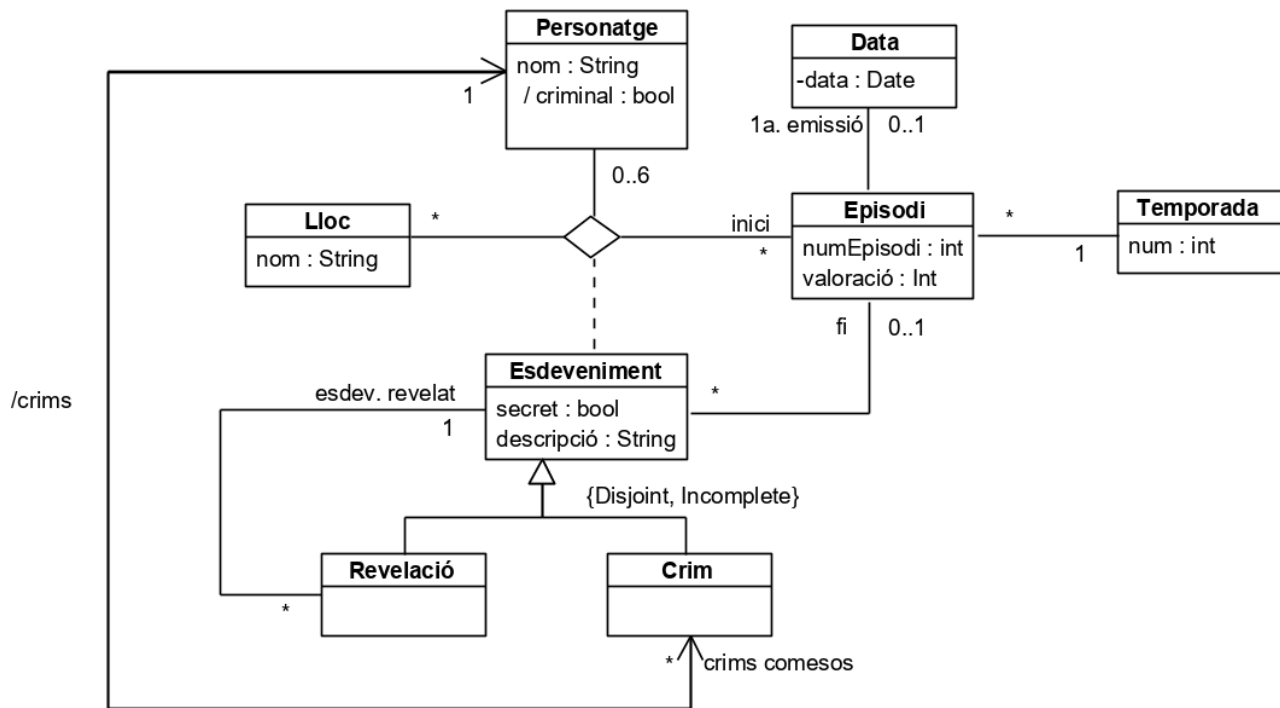 Personatge
nom : String
/ criminal : bool
1
0..6
Data
-data : Date
1a. emissió
0..1
Lloc
nom : String
*
inici
*
Episodi
numEpisodi : int
valoració : Int
*
1
Temporada
num : int
fi
0..1
/crims
esdev. revelat
1
Esdeveniment
secret : bool
descripció : String
*
{Disjoint, Incomplete}
Revelació
*
Crim
*
crims comesos